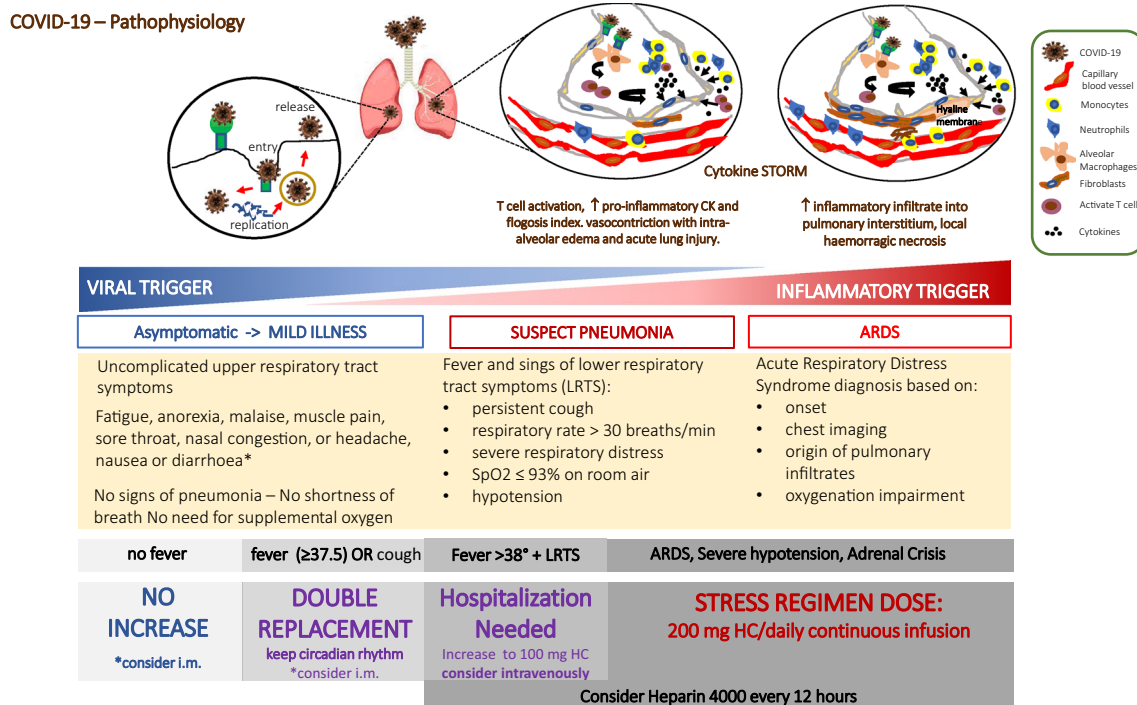 COVID-19 – Pathophysiology
release
entry
replication
Hyaline
membrane
Cytokine STORM
T cell activation, ↑ pro-inflammatory CK and
flogosis index. vasocontriction with intra-
alveolar edema and acute lung injury.
↑ inflammatory infiltrate into
pulmonary interstitium, local
haemorragic necrosis
COVID-19
Capillary
blood vessel
Monocytes
Neutrophils
Alveolar
Macrophages
Fibroblasts
Activate T cell
Cytokines
VIRAL TRIGGER
INFLAMMATORY TRIGGER
Asymptomatic -> MILD ILLNESS
SUSPECT PNEUMONIA
ARDS
Uncomplicated upper respiratory tract
symptoms
Fatigue, anorexia, malaise, muscle pain,
sore throat, nasal congestion, or headache,
nausea or diarrhoea*
No signs of pneumonia – No shortness of
breath No need for supplemental oxygen
Fever and sings of lower respiratory
tract symptoms (LRTS):
• persistent cough
• respiratory rate > 30 breaths/min
• severe respiratory distress
• SpO2 ≤ 93% on room air
• hypotension
Acute Respiratory Distress
Syndrome diagnosis based on:
• onset
• chest imaging
• origin of pulmonary
infiltrates
• oxygenation impairment
no fever
fever (≥37.5) OR cough
Fever >38° + LRTS
ARDS, Severe hypotension, Adrenal Crisis
NO
INCREASE
*consider i.m.
DOUBLE
REPLACEMENT
keep circadian rhythm
*consider i.m.
Hospitalization
Needed
Increase to 100 mg HC
consider intravenously
STRESS REGIMEN DOSE:
200 mg HC/daily continuous infusion
Consider Heparin 4000 every 12 hours